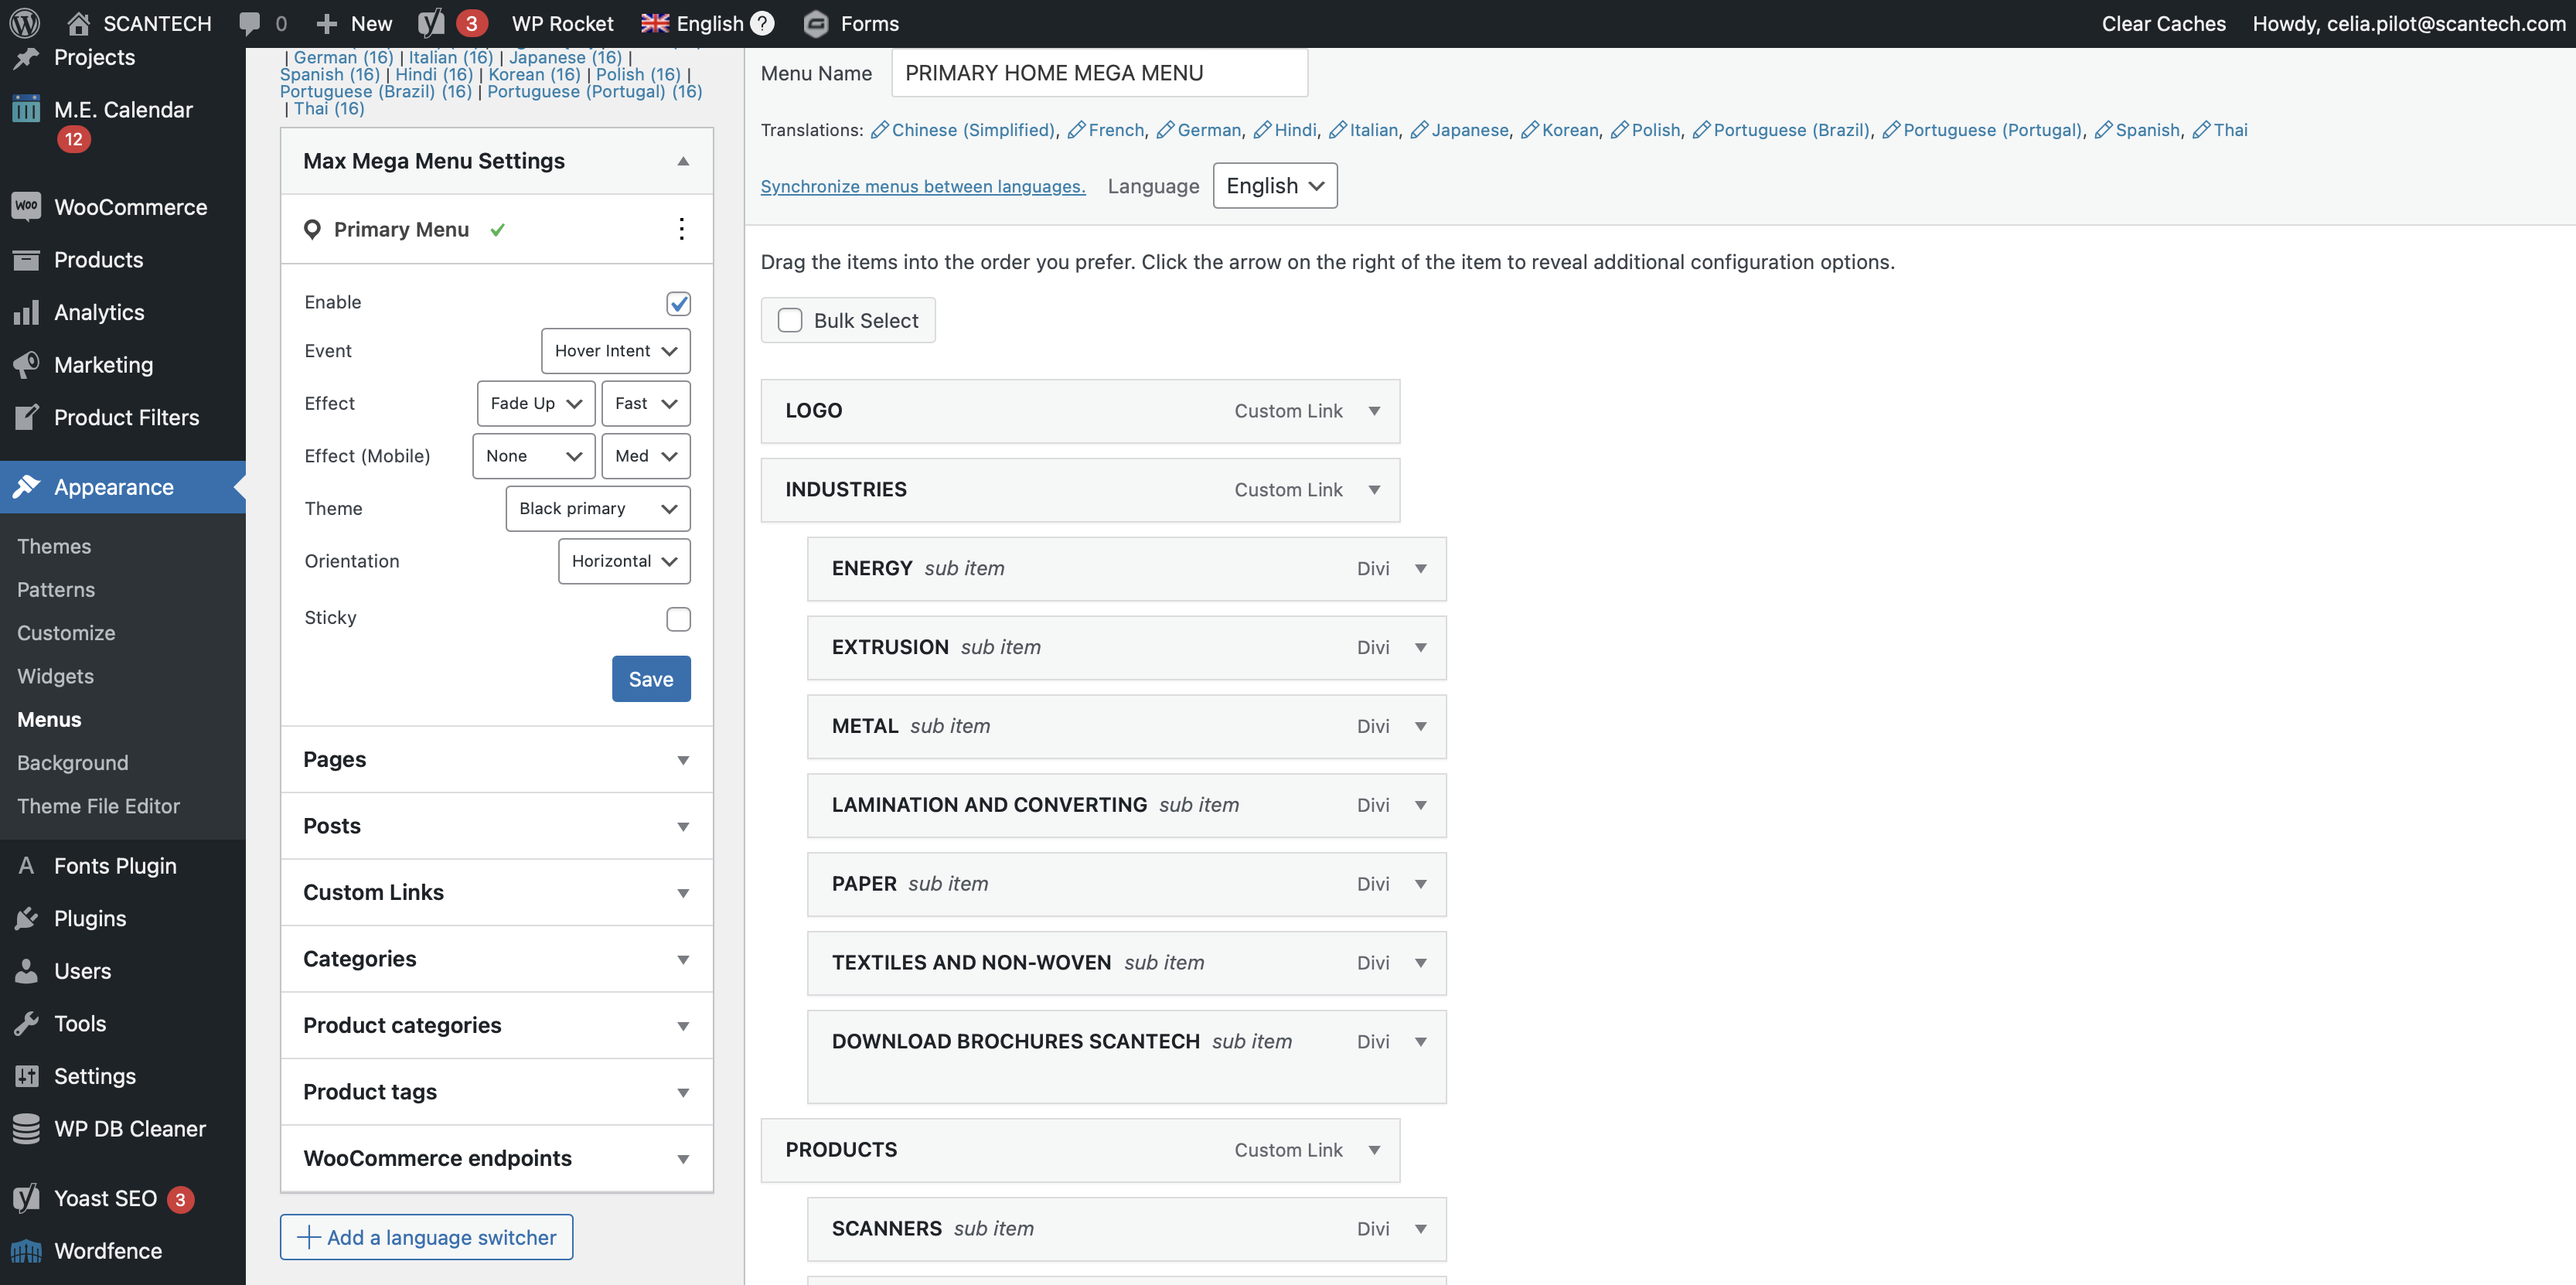 SCANTECH 0 New 3 WP Rocket English ? Forms Clear Caches Howdy, celia.pilot@scantech.com
Projects
M.E. Calendar
12
WooCommerce
Products
Analytics
Marketing
Product Filters
Appearance
Themes
Patterns
Customize
Widgets
Menus
Background
Theme File Editor
Fonts Plugin
Plugins
Users
Tools
Settings
WP DB Cleaner
Yoast SEO 3
Wordfence
| German (16) | Italian (16) | Japanese (16) |
Spanish (16) | Hindi (16) | Korean (16) | Polish (16) |
Portuguese (Brazil) (16) | Portuguese (Portugal) (16)
| Thai (16)
Max Mega Menu Settings
Primary Menu
Enable
Event Hover Intent
Effect Fade Up Fast
Effect (Mobile) None Med
Theme Black primary
Orientation Horizontal
Sticky
Save
Pages
Posts
Custom Links
Categories
Product categories
Product tags
WooCommerce endpoints
Add a language switcher
Menu Name PRIMARY HOME MEGA MENU
Translations: Chinese (Simplified), French, German, Hindi, Italian, Japanese, Korean, Polish, Portuguese (Brazil), Portuguese (Portugal), Spanish, Thai
Synchronize menus between languages. Language English
Drag the items into the order you prefer. Click the arrow on the right of the item to reveal additional configuration options.
Bulk Select
LOGO Custom Link
INDUSTRIES Custom Link
ENERGY sub item Divi
EXTRUSION sub item Divi
METAL sub item Divi
LAMINATION AND CONVERTING sub item Divi
PAPER sub item Divi
TEXTILES AND NON-WOVEN sub item Divi
DOWNLOAD BROCHURES SCANTECH sub item Divi
PRODUCTS Custom Link
SCANNERS sub item Divi